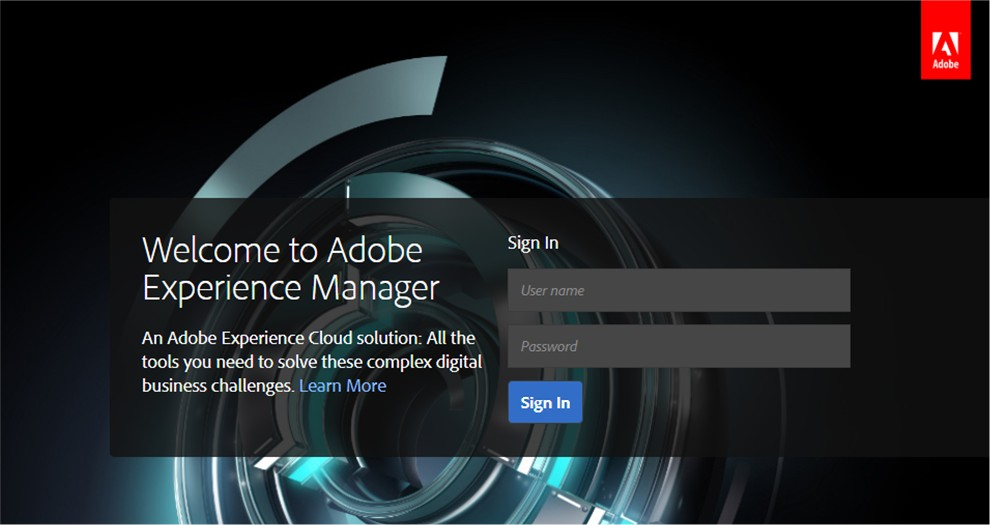 Adobe
Welcome to Adobe
Experience Manager
An Adobe Experience Cloud solution: All the
tools you need to solve these complex digital
business challenges. Learn More
Sign In
User name
Password
Sign In